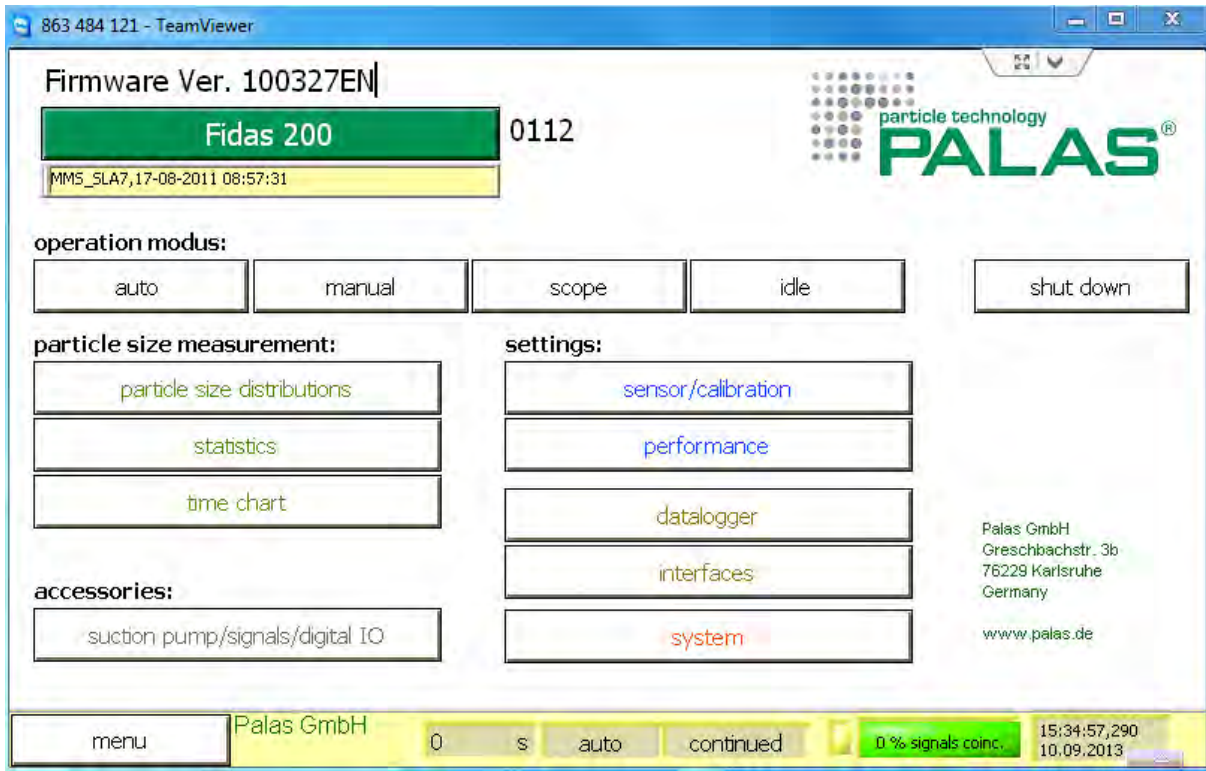 863 484 121 - TeamViewer
Firmware Ver. 100327EN
Fidas 200
0112
particle technology
PALAS®
MMS_SLA7,17-08-2011 08:57:31
operation modus:
auto
manual
scope
idle
shut down
particle size measurement:
particle size distributions
statistics
time chart
accessories:
suction pump/signals/digital IO
settings:
sensor/calibration
performance
datalogger
interfaces
system
Palas GmbH
Greschbachstr. 3b
76229 Karlsruhe
Germany
www.palas.de
menu
Palas GmbH
0 s
auto
continued
0 % signals coinc.
15:34:57,290
10.09.2013